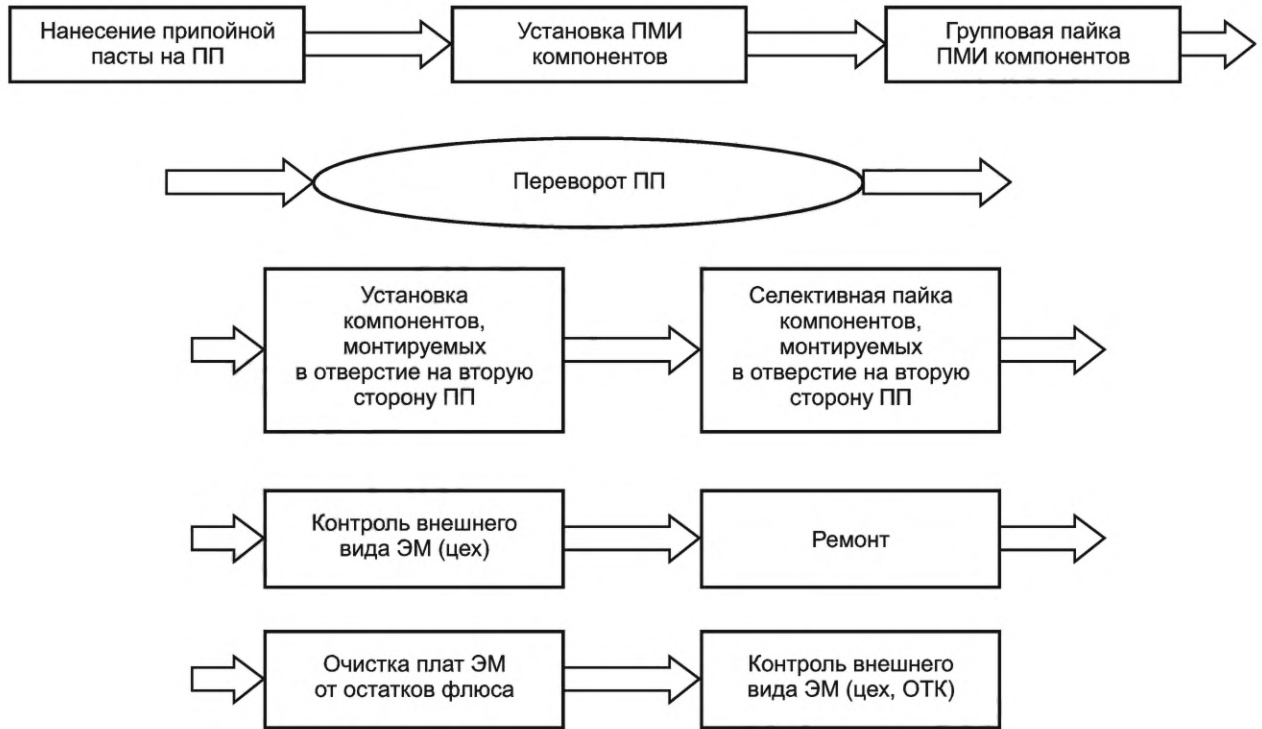 Нанесение припойной
пасты на ПП
Установка ПМИ
компонентов
Групповая пайка
ПМИ компонентов
Переворот ПП
Установка
компонентов,
монтируемых
в отверстие на вторую
сторону ПП
Селективная пайка
компонентов,
монтируемых
в отверстие на вторую
сторону ПП
Контроль внешнего
вида ЭМ (цех)
Ремонт
Очистка плат ЭМ
от остатков флюса
Контроль внешнего
вида ЭМ (цех, ОТК)